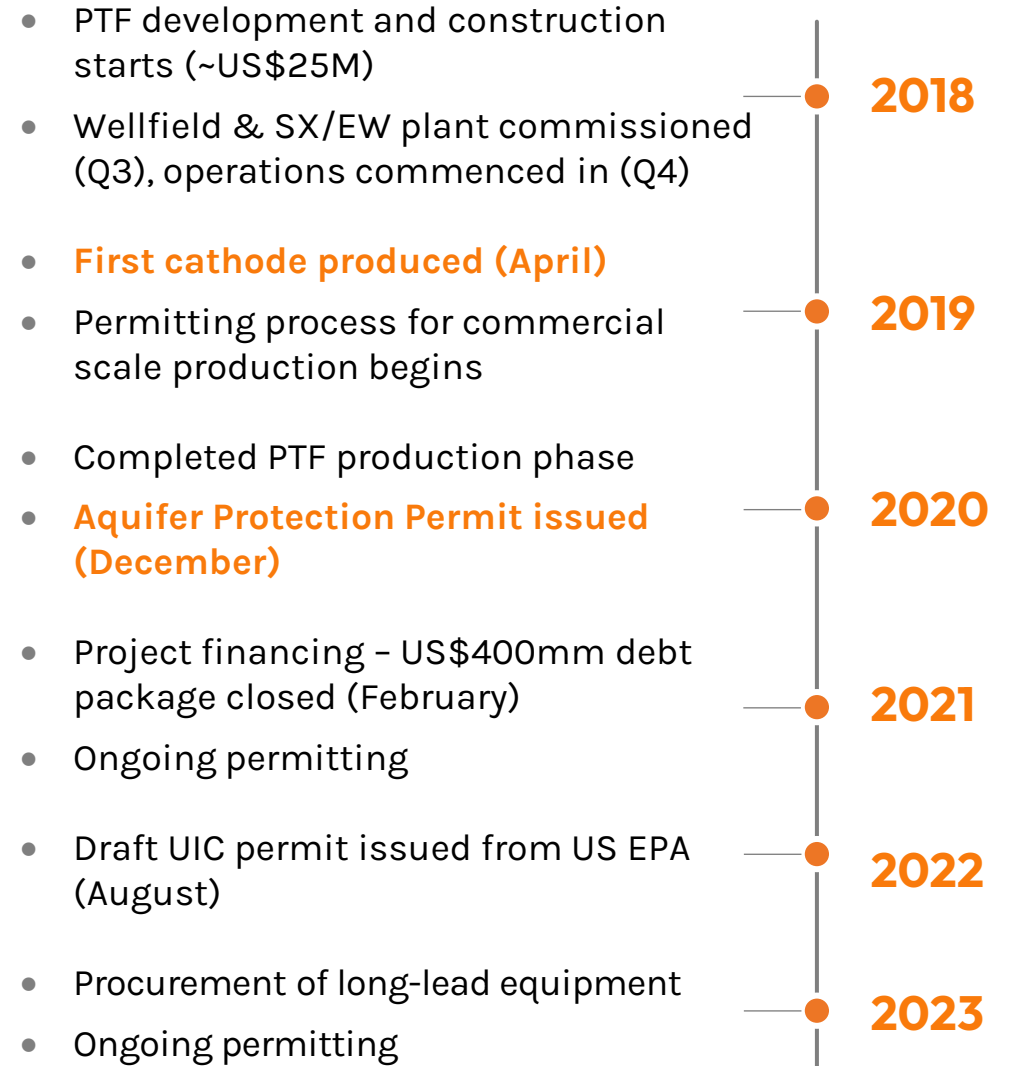 • PTF development and construction
starts (~US$25M)
2018
• Wellfield & SX/EW plant commissioned
(Q3), operations commenced in (Q4)
• First cathode produced (April)
2019
• Permitting process for commercial
scale production begins
• Completed PTF production phase
2020
• Aquifer Protection Permit issued
(December)
• Project financing – US$400mm debt
package closed (February)
2021
• Ongoing permitting
• Draft UIC permit issued from US EPA
(August)
2022
• Procurement of long-lead equipment
2023
• Ongoing permitting